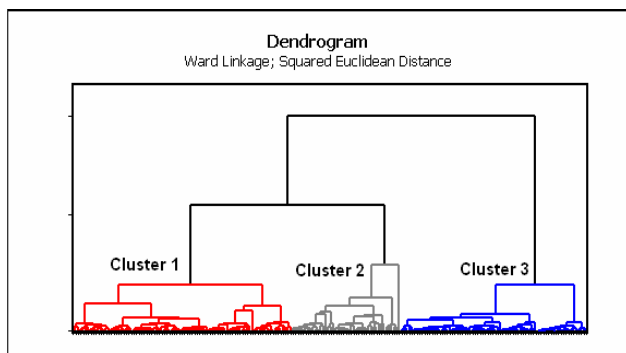 Dendrogram
Ward Linkage; Squared Euclidean Distance
Cluster 1
Cluster 2
Cluster 3